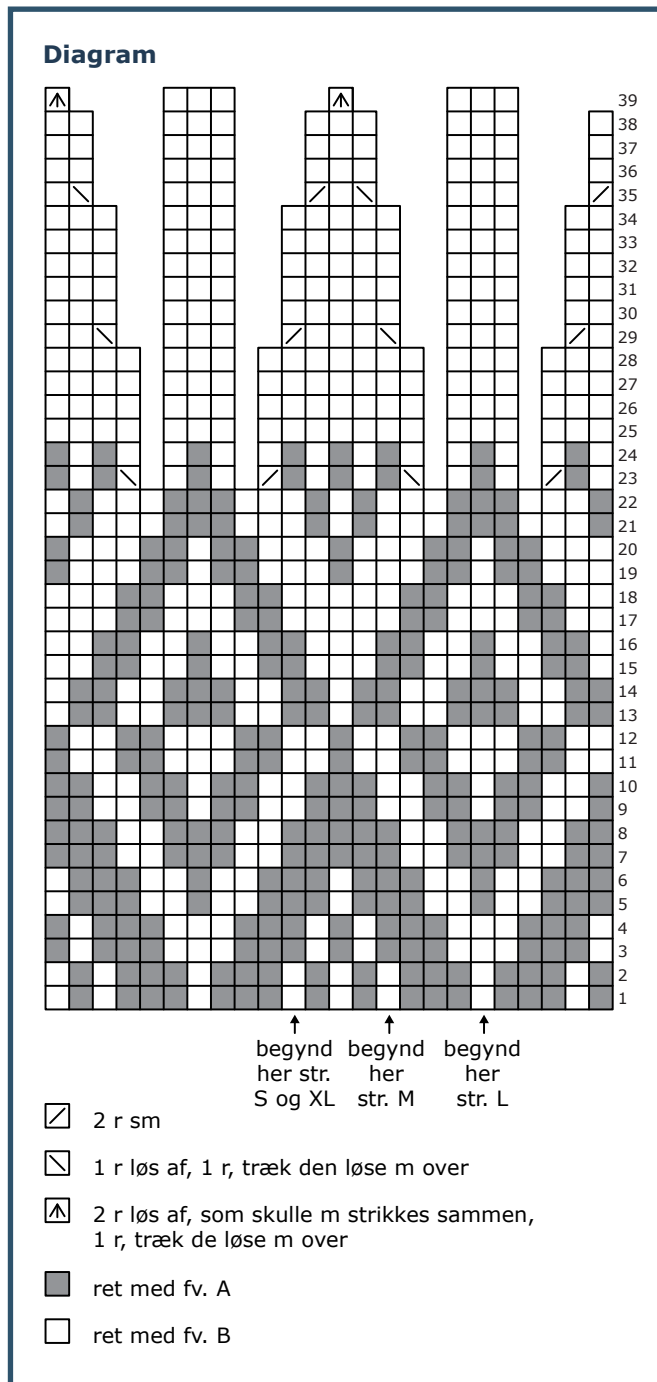 Diagram
39
38
37
36
35
34
33
32
31
30
29
28
27
26
25
24
23
22
21
20
19
18
17
16
15
14
13
12
11
10
9
8
7
6
5
4
3
2
1
begynd
her str.
S og XL
begynd
her
str. M
begynd
her
str. L
2 r sm
1 r løs af, 1 r, træk den løse m over
2 r løs af, som skulle m strikkes sammen,
1 r, træk de løse m over
ret med fv. A
ret med fv. B